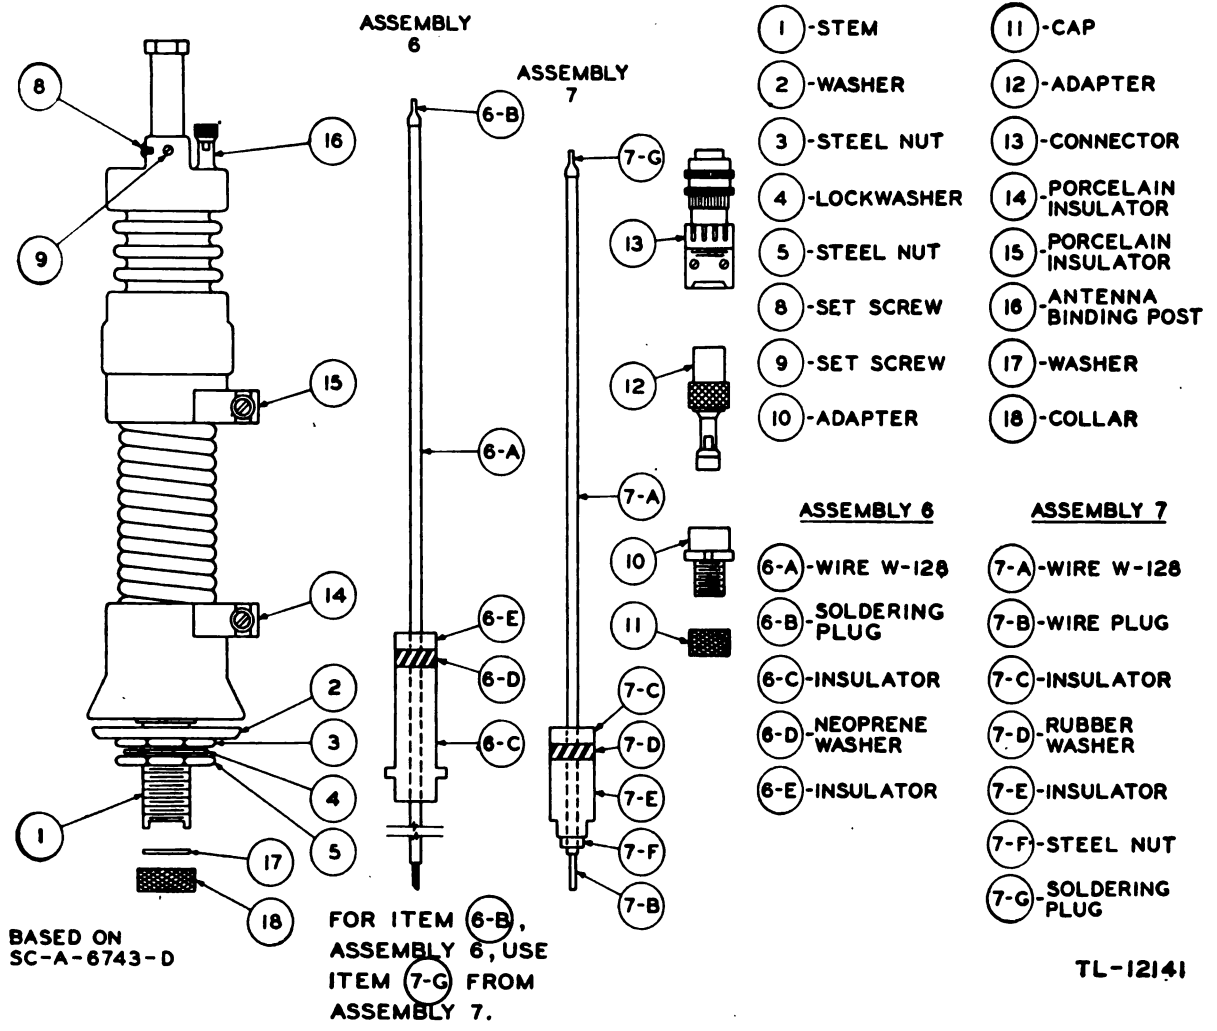 ASSEMBLY
6
ASSEMBLY
7
8
16
9
15
14
2
3
4
1
5
17
18
6-B
6-A
6-E
6-D
6-C
7-G
7-A
7-C
7-D
7-E
7-F
7-B
13
12
10
11
1 -STEM
2 -WASHER
3 -STEEL NUT
4 -LOCKWASHER
5 -STEEL NUT
8 -SET SCREW
9 -SET SCREW
10 -ADAPTER
11 -CAP
12 -ADAPTER
13 -CONNECTOR
14 -PORCELAIN
INSULATOR
15 -PORCELAIN
INSULATOR
16 -ANTENNA
BINDING POST
17 -WASHER
18 -COLLAR
ASSEMBLY 6
6-A -WIRE W-128
6-B -SOLDERING
PLUG
6-C -INSULATOR
6-D -NEOPRENE
WASHER
6-E -INSULATOR
ASSEMBLY 7
7-A -WIRE W-128
7-B -WIRE PLUG
7-C -INSULATOR
7-D -RUBBER
WASHER
7-E -INSULATOR
7-F -STEEL NUT
7-G -SOLDERING
PLUG
BASED ON
SC-A-6743-D
FOR ITEM 6-B,
ASSEMBLY 6, USE
ITEM 7-G FROM
ASSEMBLY 7.
TL-12141